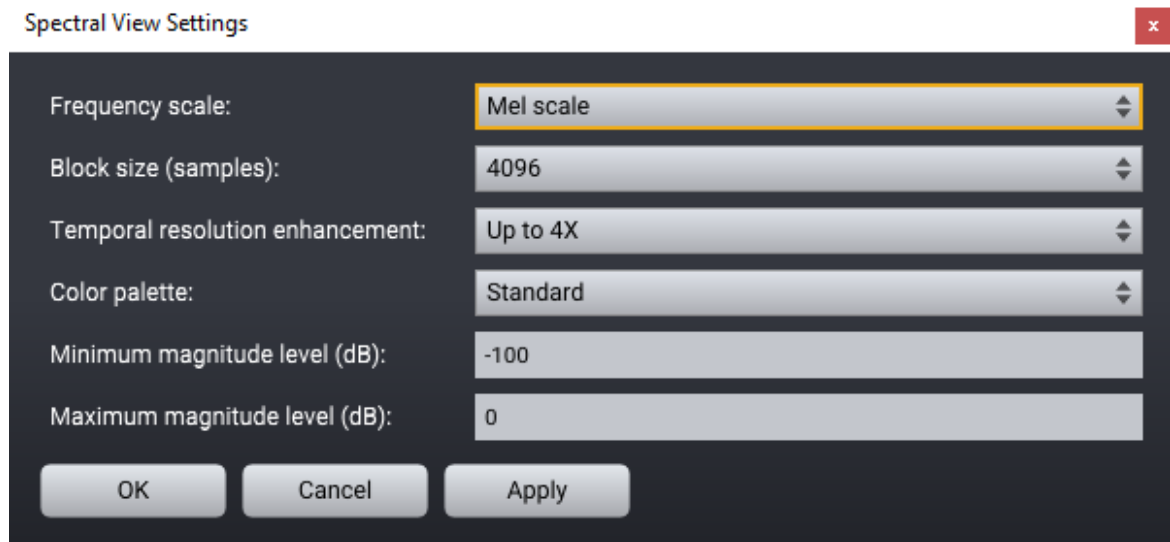 Spectral View Settings
x
Frequency scale: Mel scale
Block size (samples): 4096
Temporal resolution enhancement: Up to 4X
Color palette: Standard
Minimum magnitude level (dB): -100
Maximum magnitude level (dB): 0
OK Cancel Apply